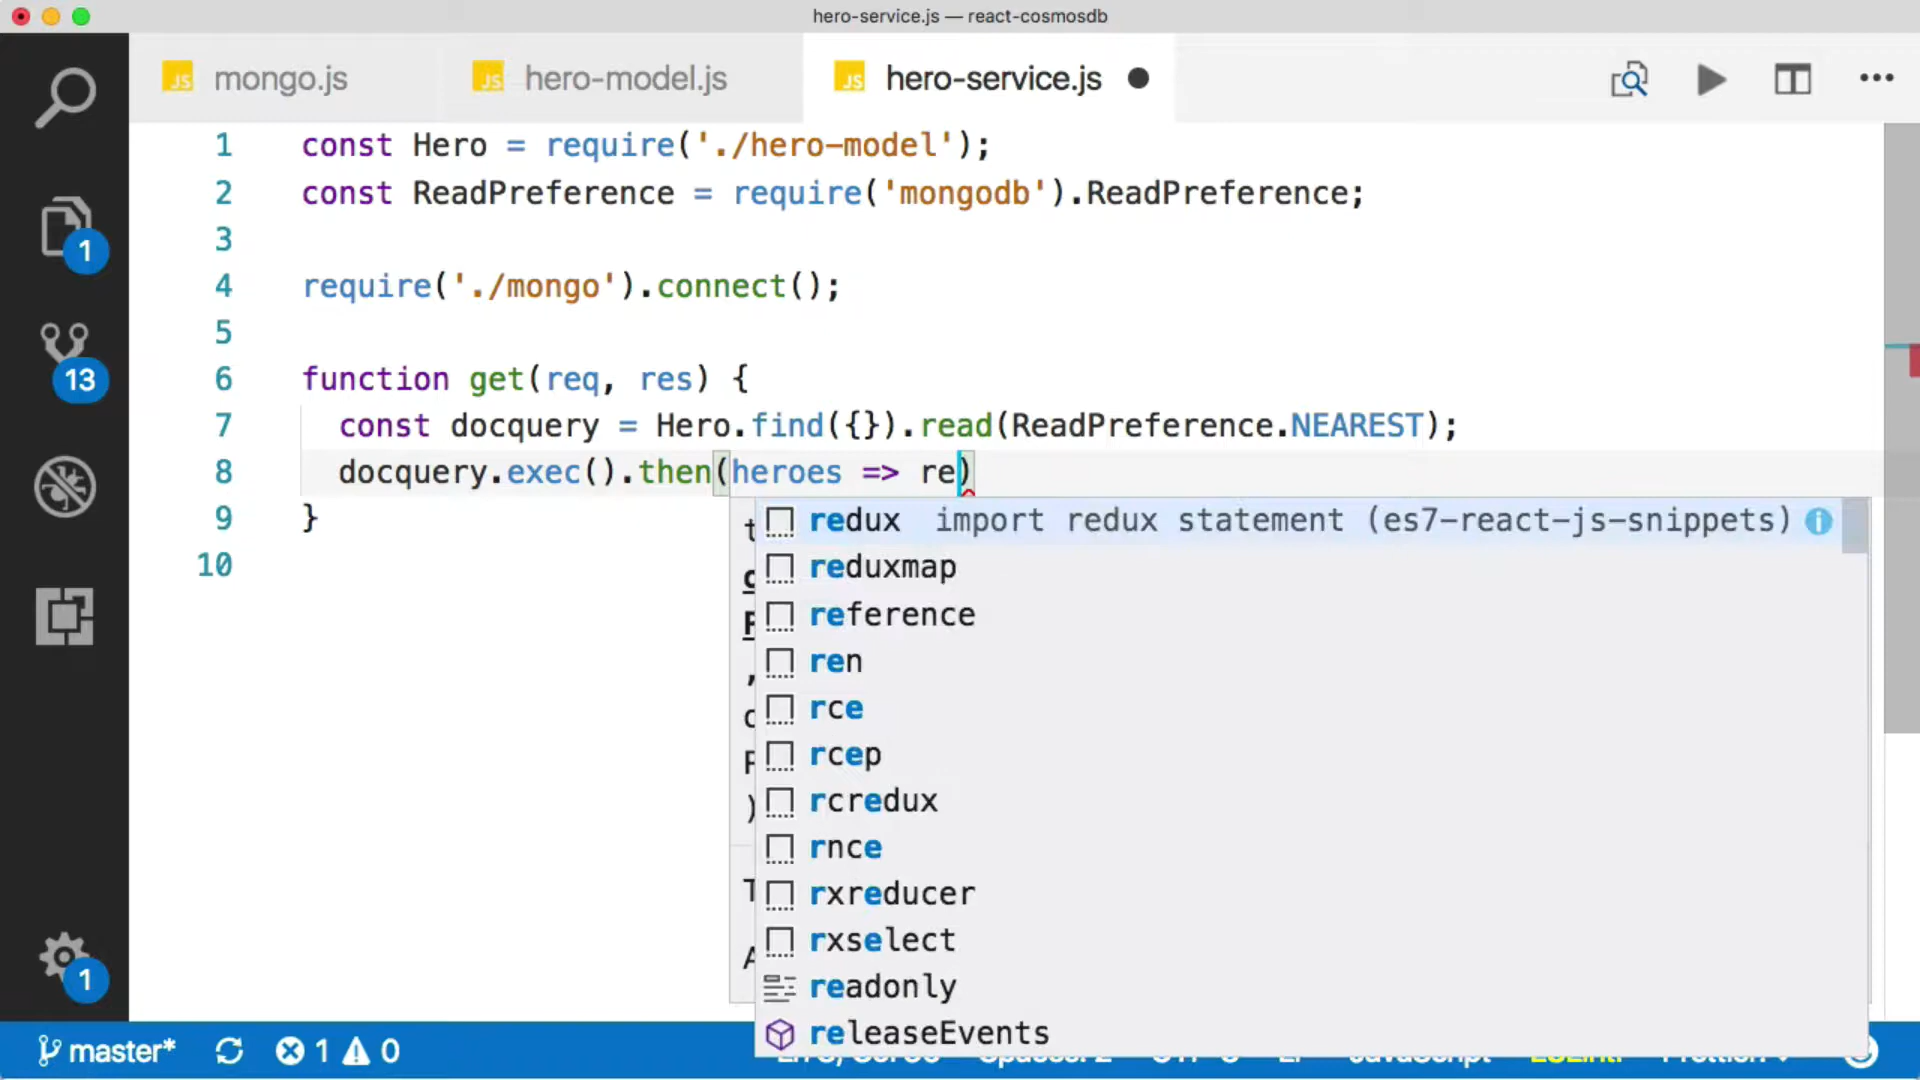 hero-service.js — react-cosmosdb
JS mongo.js
JS hero-model.js
JS hero-service.js
1 const Hero = require('./hero-model');
2 const ReadPreference = require('mongodb').ReadPreference;
3
4 require('./mongo').connect();
5
6 function get(req, res) {
7 const docquery = Hero.find({}).read(ReadPreference.NEAREST);
8 docquery.exec().then(heroes => re)
9 }
10
redux import redux statement (es7-react-js-snippets)
reduxmap
reference
ren
rce
rcep
rcredux
rnce
rxreducer
rxselect
readonly
releaseEvents
1
13
1
master* 1 0